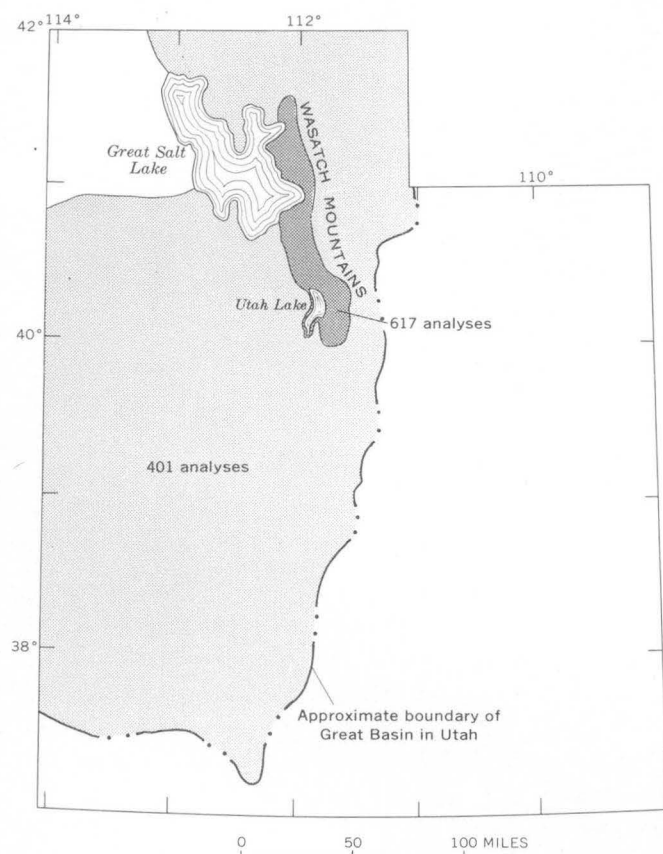 42°
114°
112°
Great Salt
Lake
WASATCH MOUNTAINS
110°
Utah Lake
617 analyses
40°
401 analyses
38°
Approximate boundary of
Great Basin in Utah
0 50 100 MILES